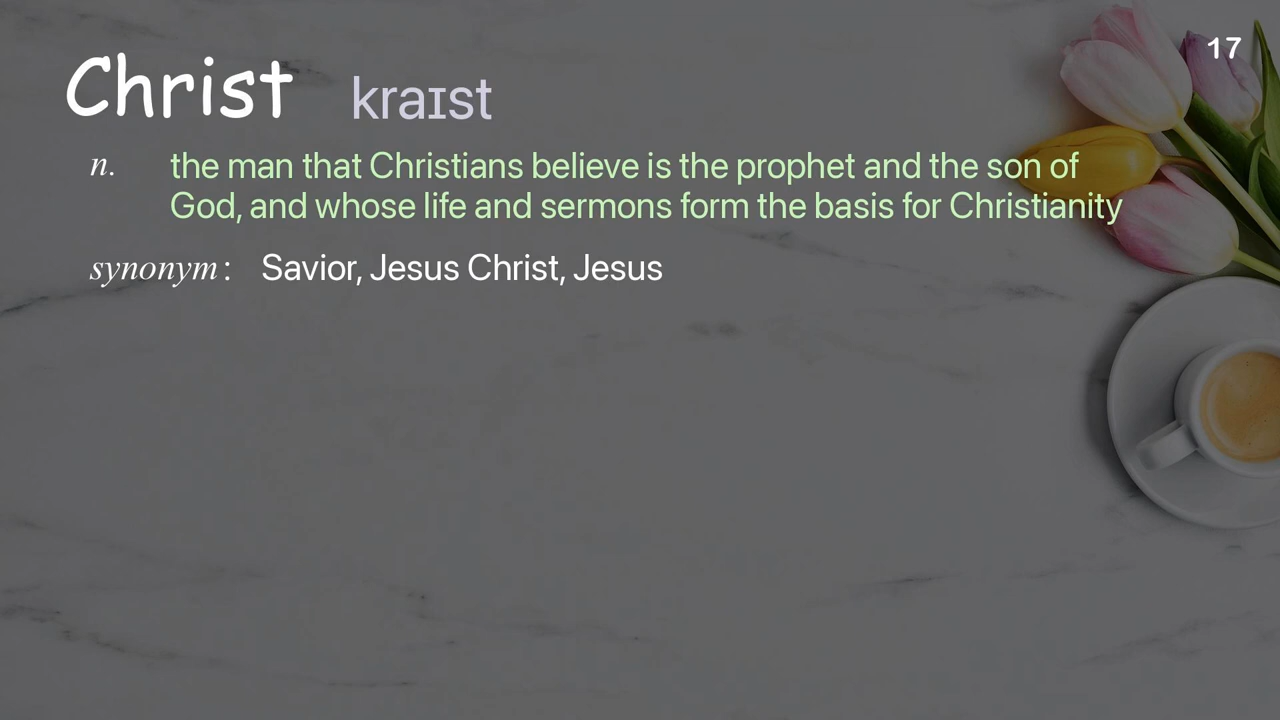 17
Christ kraɪst
n. the man that Christians believe is the prophet and the son of
God, and whose life and sermons form the basis for Christianity
synonym : Savior, Jesus Christ, Jesus